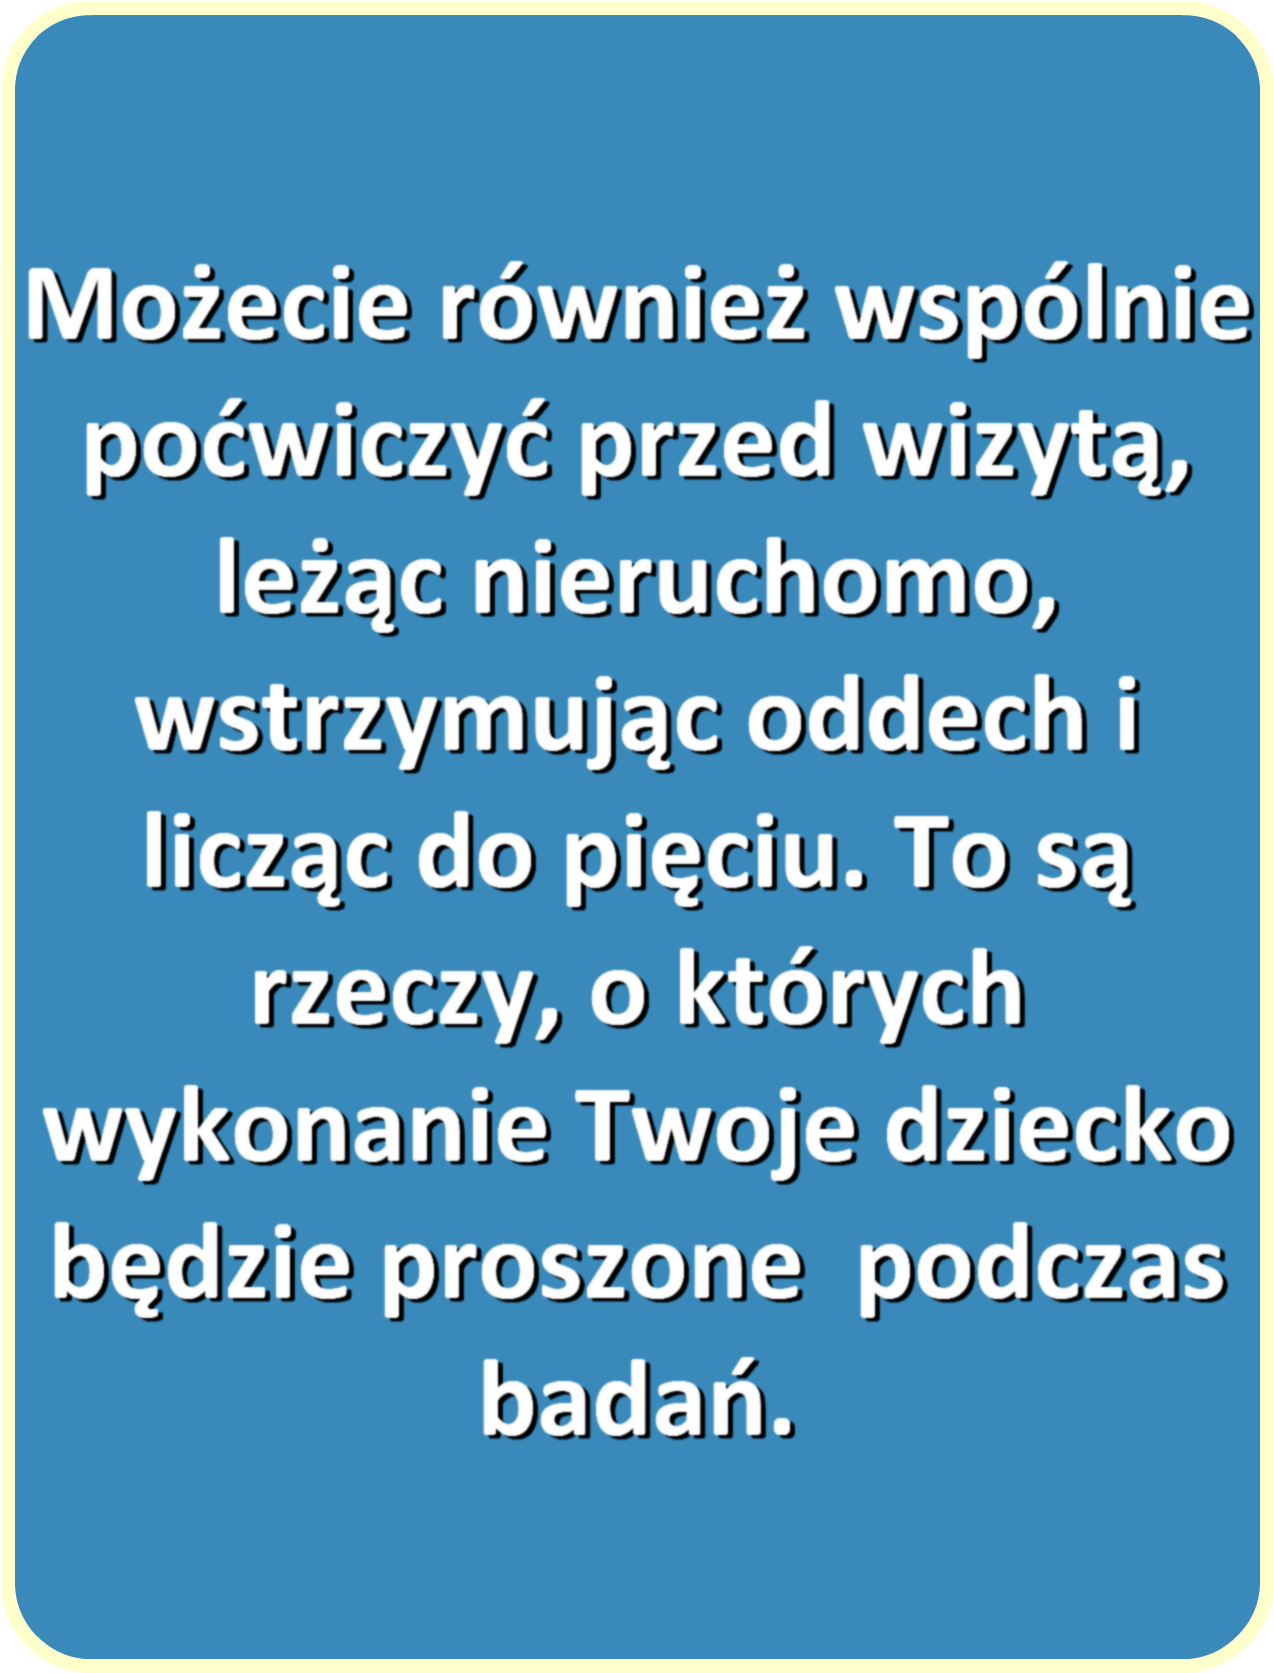 Możecie również wspólnie
poćwiczyć przed wizytą,
leżąc nieruchomo,
wstrzymując oddech i
licząc do pięciu. To są
rzeczy, o których
wykonanie Twoje dziecko
będzie proszone  podczas
badań.